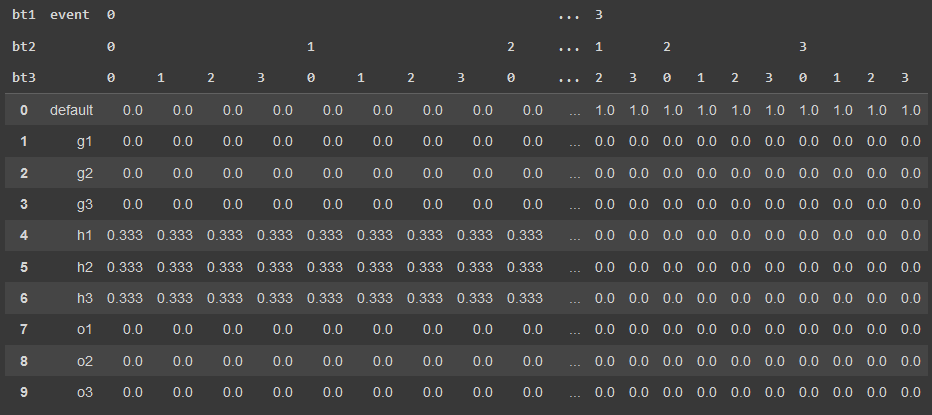 bt1 event 0 ... 3
bt2 0 1 2 ... 1 2 3
bt3 0 1 2 3 0 1 2 3 0 ... 2 3 0 1 2 3 0 1 2 3
0 default 0.0 0.0 0.0 0.0 0.0 0.0 0.0 0.0 0.0 ... 1.0 1.0 1.0 1.0 1.0 1.0 1.0 1.0 1.0 1.0
1 g1 0.0 0.0 0.0 0.0 0.0 0.0 0.0 0.0 0.0 ... 0.0 0.0 0.0 0.0 0.0 0.0 0.0 0.0 0.0 0.0
2 g2 0.0 0.0 0.0 0.0 0.0 0.0 0.0 0.0 0.0 ... 0.0 0.0 0.0 0.0 0.0 0.0 0.0 0.0 0.0 0.0
3 g3 0.0 0.0 0.0 0.0 0.0 0.0 0.0 0.0 0.0 ... 0.0 0.0 0.0 0.0 0.0 0.0 0.0 0.0 0.0 0.0
4 h1 0.333 0.333 0.333 0.333 0.333 0.333 0.333 0.333 0.333 ... 0.0 0.0 0.0 0.0 0.0 0.0 0.0 0.0 0.0 0.0
5 h2 0.333 0.333 0.333 0.333 0.333 0.333 0.333 0.333 0.333 ... 0.0 0.0 0.0 0.0 0.0 0.0 0.0 0.0 0.0 0.0
6 h3 0.333 0.333 0.333 0.333 0.333 0.333 0.333 0.333 0.333 ... 0.0 0.0 0.0 0.0 0.0 0.0 0.0 0.0 0.0 0.0
7 o1 0.0 0.0 0.0 0.0 0.0 0.0 0.0 0.0 0.0 ... 0.0 0.0 0.0 0.0 0.0 0.0 0.0 0.0 0.0 0.0
8 o2 0.0 0.0 0.0 0.0 0.0 0.0 0.0 0.0 0.0 ... 0.0 0.0 0.0 0.0 0.0 0.0 0.0 0.0 0.0 0.0
9 o3 0.0 0.0 0.0 0.0 0.0 0.0 0.0 0.0 0.0 ... 0.0 0.0 0.0 0.0 0.0 0.0 0.0 0.0 0.0 0.0